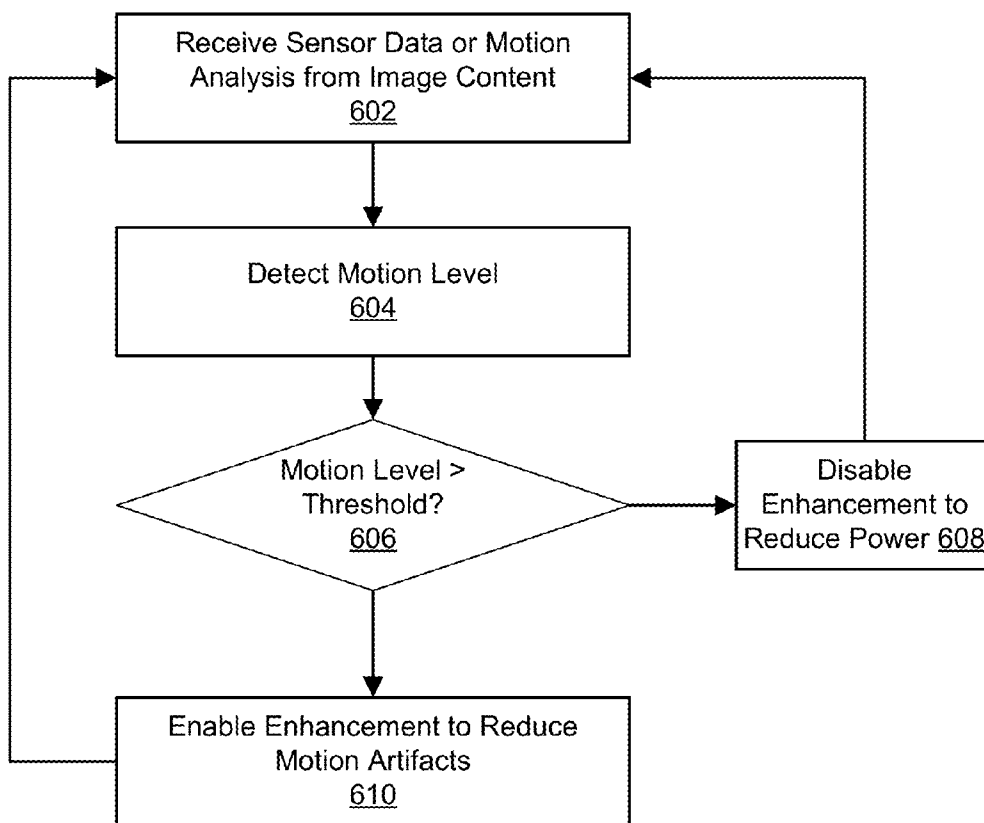 Receive Sensor Data or Motion
Analysis from Image Content
602
Detect Motion Level
604
Motion Level >
Threshold?
606
Disable
Enhancement to
Reduce Power 608
Enable Enhancement to Reduce
Motion Artifacts
610